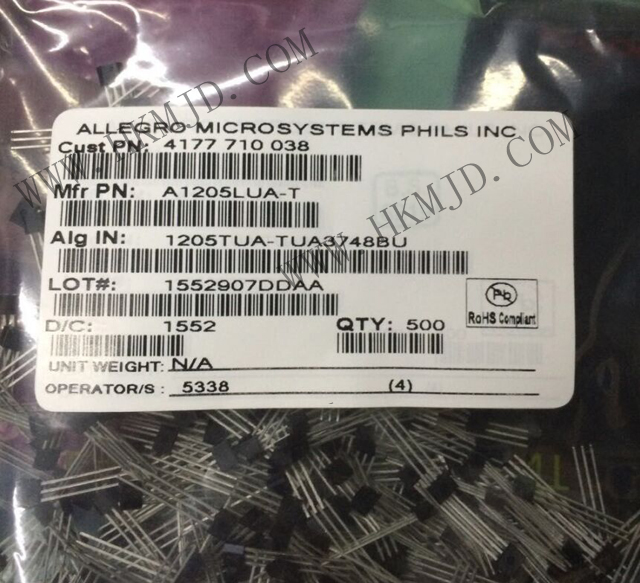 ALLEGRO MICROSYSTEMS PHILS INC.
Cust PN: 4177 710 038
Mfr PN: A1205LUA-T
Alg IN: 1205TUA-TUA3748BU
LOT#: 1552907DDAA
Pb
RoHS Compliant
D/C: 1552 QTY: 500
UNIT WEIGHT: N/A
OPERATOR/S : 5338 (4)
WWW.HKMJD.COM
WWW.HKMJD.COM